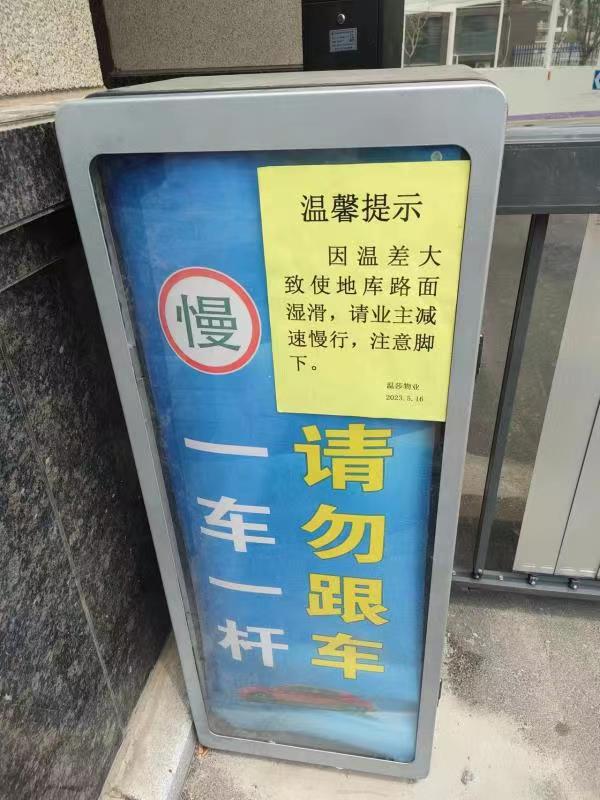 温馨提示
因温差大
致使地库路面
湿滑，请业主减
速慢行，注意脚
下。
温莎物业
2023.5.16
慢
一车一杆
请勿跟车